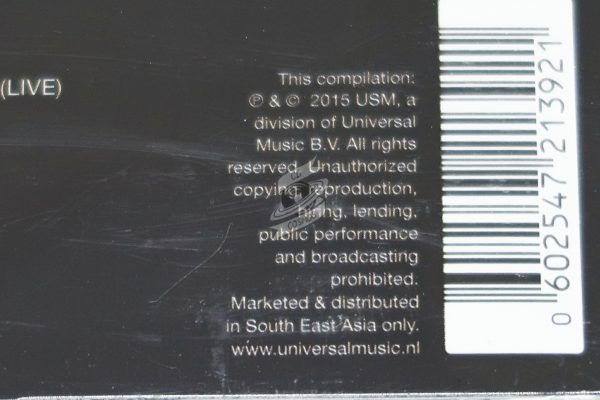 (LIVE)
This compilation:
℗ & © 2015 USM, a
division of Universal
Music B.V. All rights
reserved. Unauthorized
copying, reproduction,
hiring, lending,
public performance
and broadcasting
prohibited.
Marketed & distributed
in South East Asia only.
www.universalmusic.nl
0 602547 213921